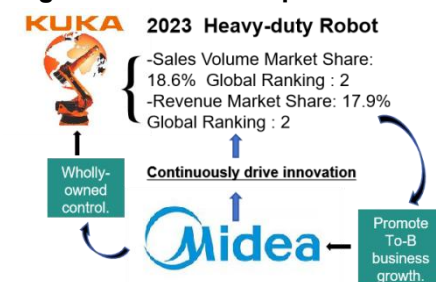 KUKA
2023 Heavy-duty Robot
-Sales Volume Market Share:
18.6% Global Ranking : 2
-Revenue Market Share: 17.9%
Global Ranking : 2
Wholly-
owned
control.
Continuously drive innovation
Midea
Promote
To-B
business
growth.